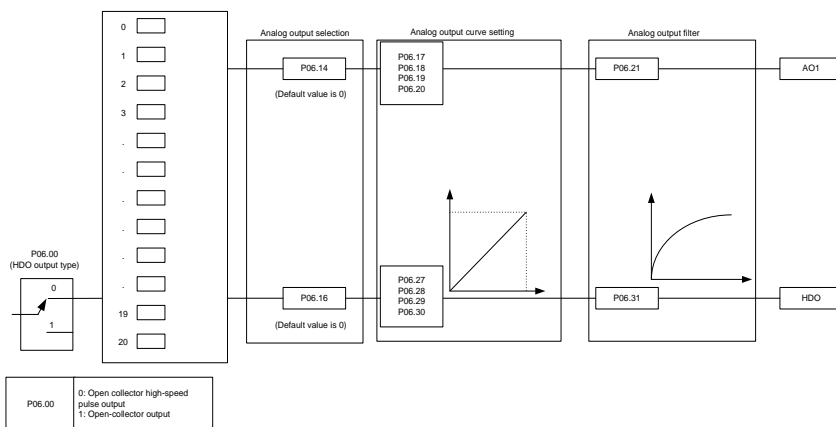 0
1
2
3
.
.
.
.
.
.
19
20
Analog output selection
Analog output curve setting
Analog output filter
P06.14
(Default value is 0)
P06.17
P06.18
P06.19
P06.20
P06.21
AO1
P06.00
(HDO output type)
0
1
P06.16
(Default value is 0)
P06.27
P06.28
P06.29
P06.30
P06.31
HDO
P06.00
0: Open collector high-speed
pulse output
1: Open-collector output